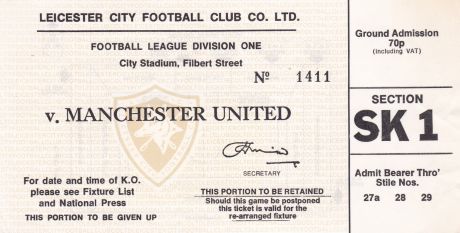 LEICESTER CITY FOOTBALL CLUB CO. LTD.
FOOTBALL LEAGUE DIVISION ONE
City Stadium, Filbert Street
No 1411
v. MANCHESTER UNITED
SECRETARY
For date and time of K.O.
please see Fixture List
and National Press
THIS PORTION TO BE GIVEN UP
THIS PORTION TO BE RETAINED
Should this game be postponed
this ticket is valid for the
re-arranged fixture
Ground Admission
70p
(including VAT)
SECTION
SK 1
Admit Bearer Thro'
Stile Nos.
27a 28 29